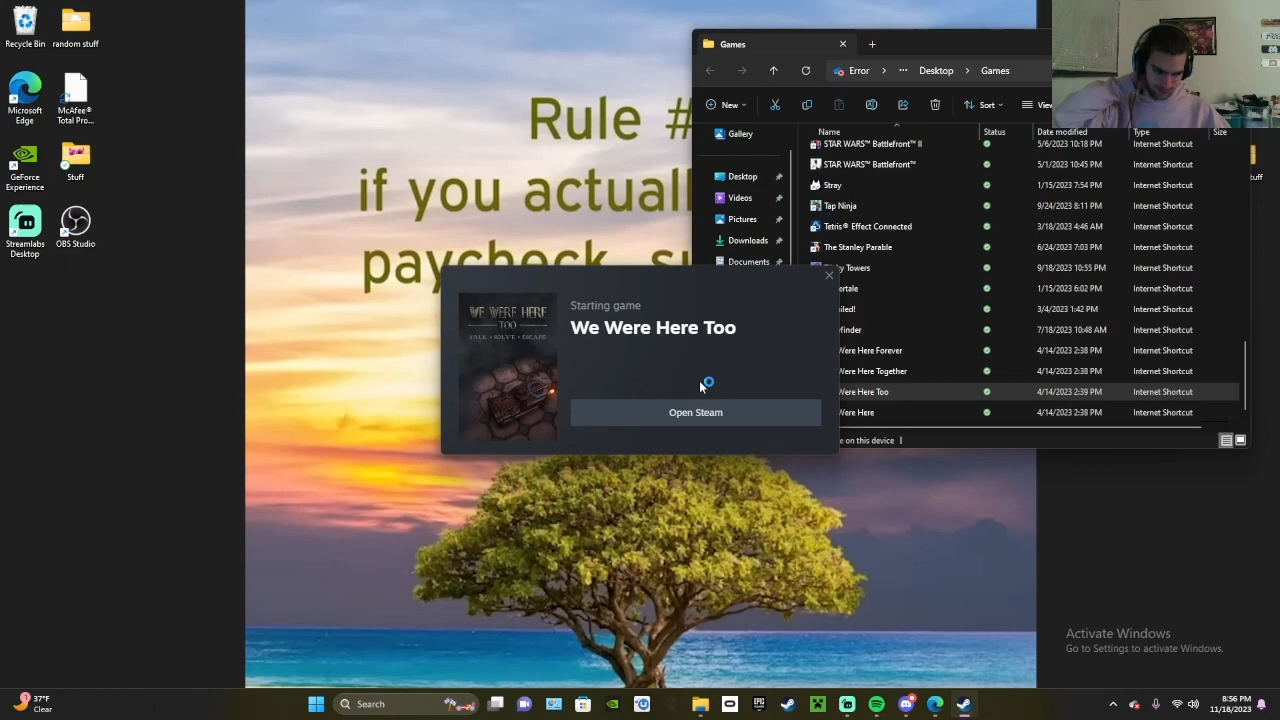 Recycle Bin
random stuff
Microsoft
Edge
McAfee®
Total Pro...
GeForce
Experience
Stuff
Streamlabs
Desktop
OBS Studio
Rule #
if you actuall
paycheck, su
Games
Error
Desktop
Games
New
Sort
View
Name
Status
Date modified
Type
Size
Gallery
Desktop
Videos
Pictures
Downloads
Documents
STAR WARS™ Battlefront™ II 5/6/2023 10:18 PM Internet Shortcut
STAR WARS™ Battlefront™ 5/1/2023 10:45 PM Internet Shortcut
Stray 1/15/2023 7:54 PM Internet Shortcut
Tap Ninja 9/24/2023 8:11 PM Internet Shortcut
Tetris® Effect Connected 3/18/2023 4:46 AM Internet Shortcut
The Stanley Parable 6/24/2023 7:03 PM Internet Shortcut
y Towers 9/18/2023 10:55 PM Internet Shortcut
ertale 1/15/2023 6:02 PM Internet Shortcut
iled! 3/4/2023 1:42 PM Internet Shortcut
finder 7/18/2023 10:48 AM Internet Shortcut
Were Here Forever 4/14/2023 2:38 PM Internet Shortcut
Were Here Together 4/14/2023 2:38 PM Internet Shortcut
Were Here Too 4/14/2023 2:39 PM Internet Shortcut
Were Here 4/14/2023 2:38 PM Internet Shortcut
e on this device
uff
WE WERE HERE
TOO
TALK • SOLVE • ESCAPE
Starting game
We Were Here Too
Open Steam
Activate Windows
Go to Settings to activate Windows.
37°F
Clear
Search
EPIC
8:56 PM
11/18/2023